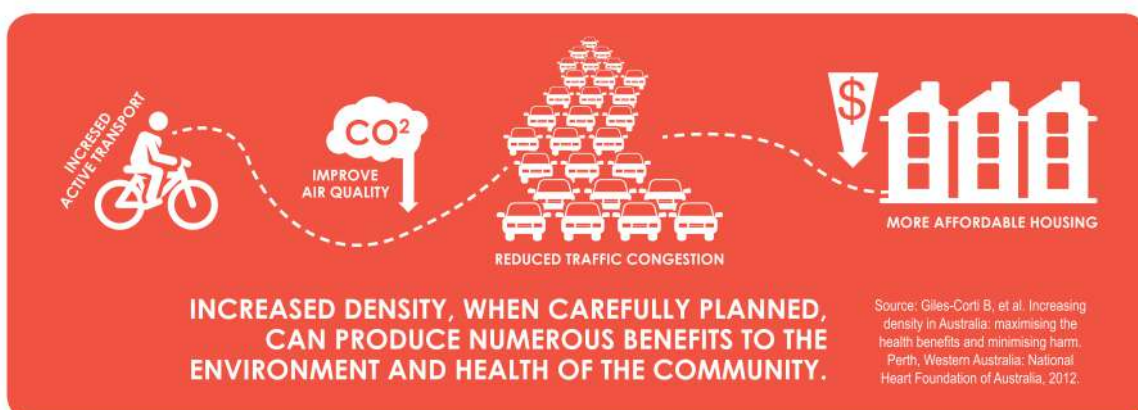 INCRESED
ACTIVE TRANSPORT
CO²
IMPROVE
AIR QUALITY
REDUCED TRAFFIC CONGESTION
$
MORE AFFORDABLE HOUSING
INCREASED DENSITY, WHEN CAREFULLY PLANNED,
CAN PRODUCE NUMEROUS BENEFITS TO THE
ENVIRONMENT AND HEALTH OF THE COMMUNITY.
Source: Giles-Corti B, et al. Increasing
density in Australia: maximising the
health benefits and minimising harm.
Perth, Western Australia: National
Heart Foundation of Australia, 2012.